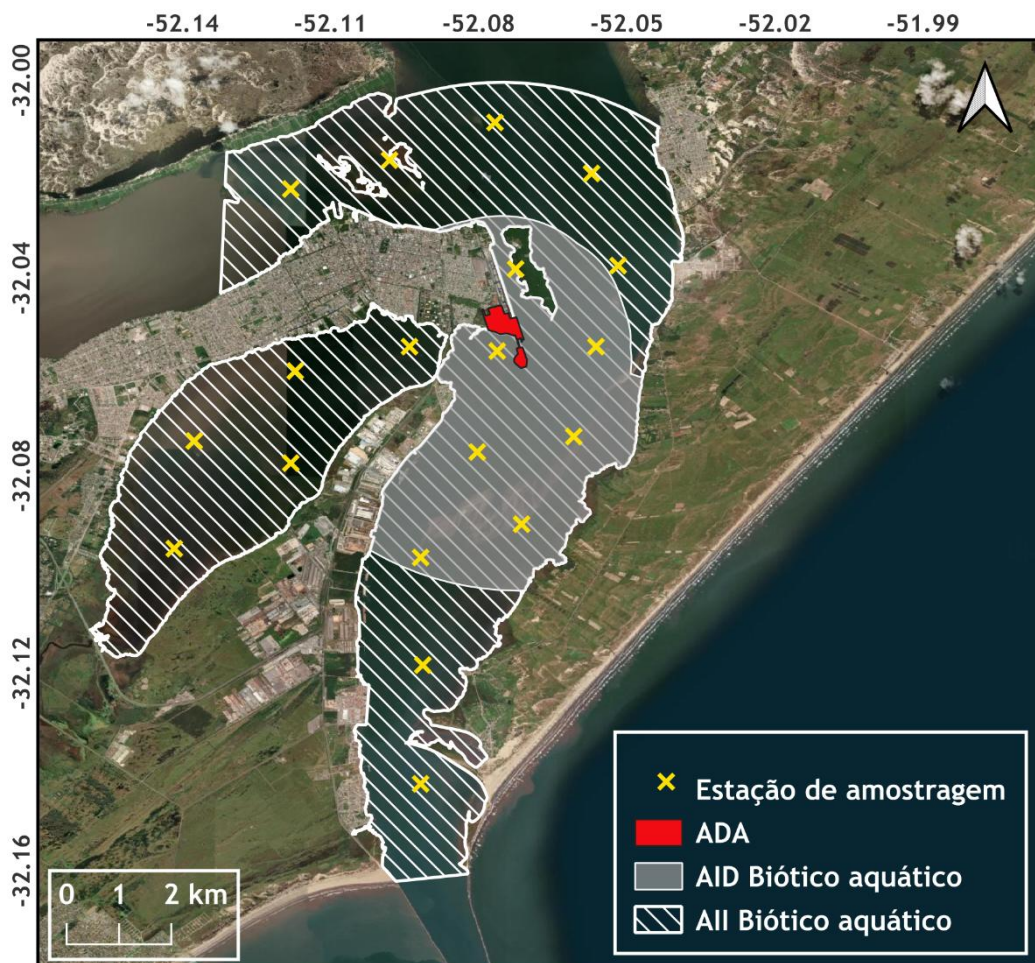 -52.14 -52.11 -52.08 -52.05 -52.02 -51.99
-32.00
-32.04
-32.08
-32.12
-32.16
Estação de amostragem
ADA
AID Biótico aquático
AII Biótico aquático
0 1 2 km